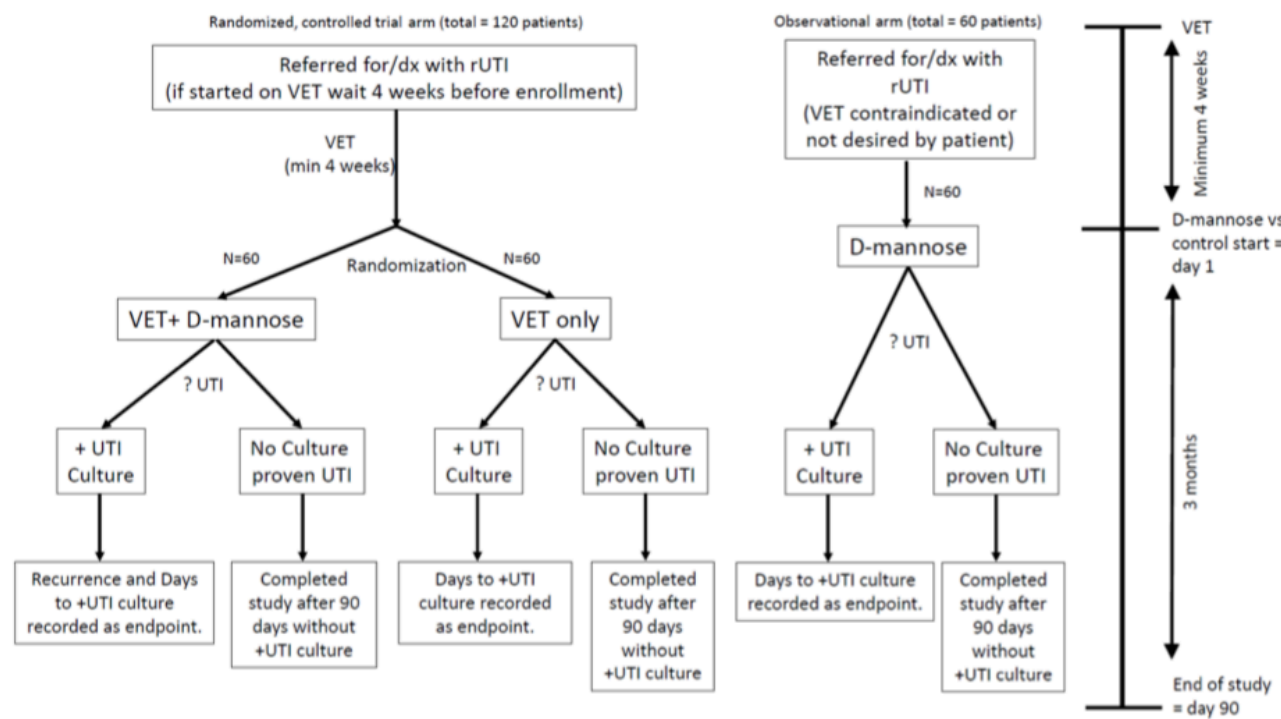 Randomized, controlled trial arm (total = 120 patients)
Referred for/dx with rUTI
(if started on VET wait 4 weeks before enrollment)
VET
(min 4 weeks)
N=60
Randomization
N=60
VET+ D-mannose
VET only
? UTI
? UTI
+ UTI
Culture
No Culture
proven UTI
+ UTI
Culture
No Culture
proven UTI
Recurrence and Days
to +UTI culture
recorded as endpoint.
Completed
study after 90
days without
+UTI culture
Days to +UTI
culture recorded
as endpoint.
Completed
study after
90 days
without
+UTI culture
Observational arm (total = 60 patients)
Referred for/dx with
rUTI
(VET contraindicated or
not desired by patient)
N=60
D-mannose
? UTI
+ UTI
Culture
No Culture
proven UTI
Days to +UTI culture
recorded as endpoint.
Completed
study after
90 days
without
+UTI culture
VET
Minimum 4 weeks
D-mannose vs
control start =
day 1
3 months
End of study
= day 90